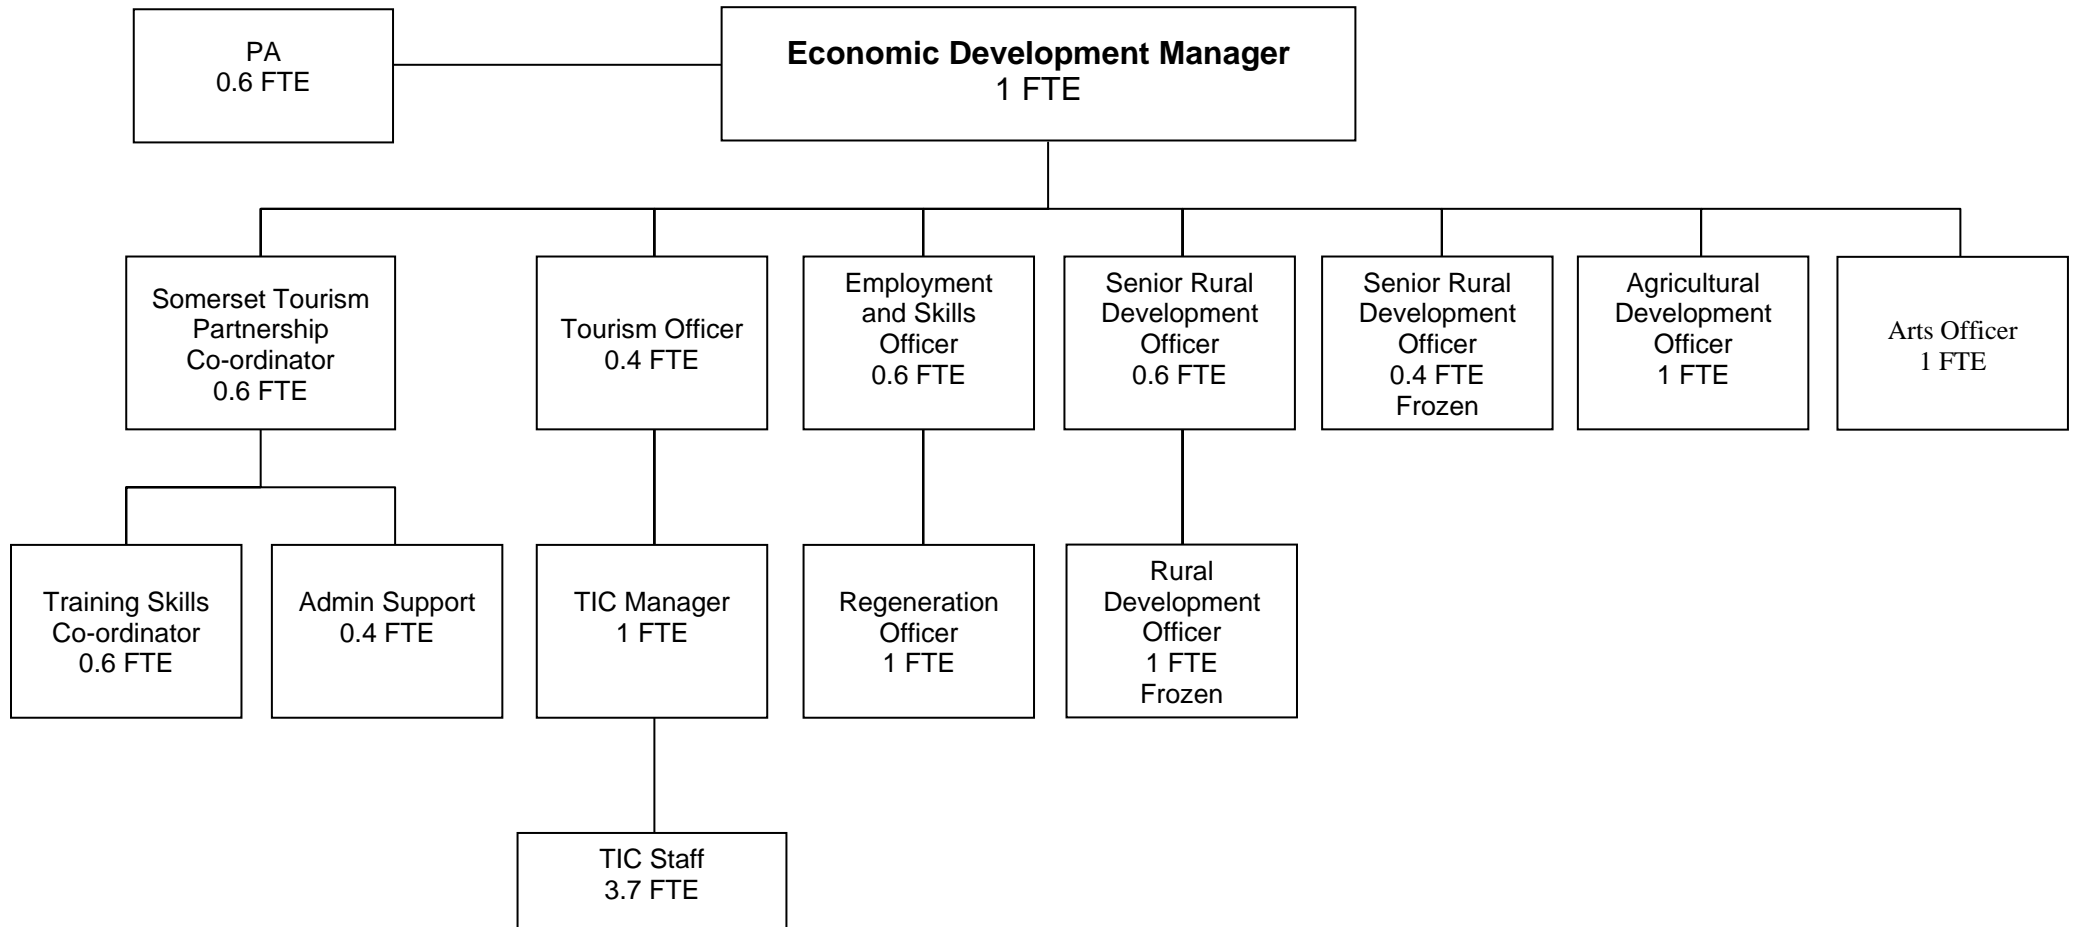 PA
0.6 FTE
Economic Development Manager
1 FTE
Somerset Tourism
Partnership
Co-ordinator
0.6 FTE
Tourism Officer
0.4 FTE
Employment
and Skills
Officer
0.6 FTE
Senior Rural
Development
Officer
0.6 FTE
Senior Rural
Development
Officer
0.4 FTE
Frozen
Agricultural
Development
Officer
1 FTE
Arts Officer
1 FTE
Training Skills
Co-ordinator
0.6 FTE
Admin Support
0.4 FTE
TIC Manager
1 FTE
Regeneration
Officer
1 FTE
Rural
Development
Officer
1 FTE
Frozen
TIC Staff
3.7 FTE